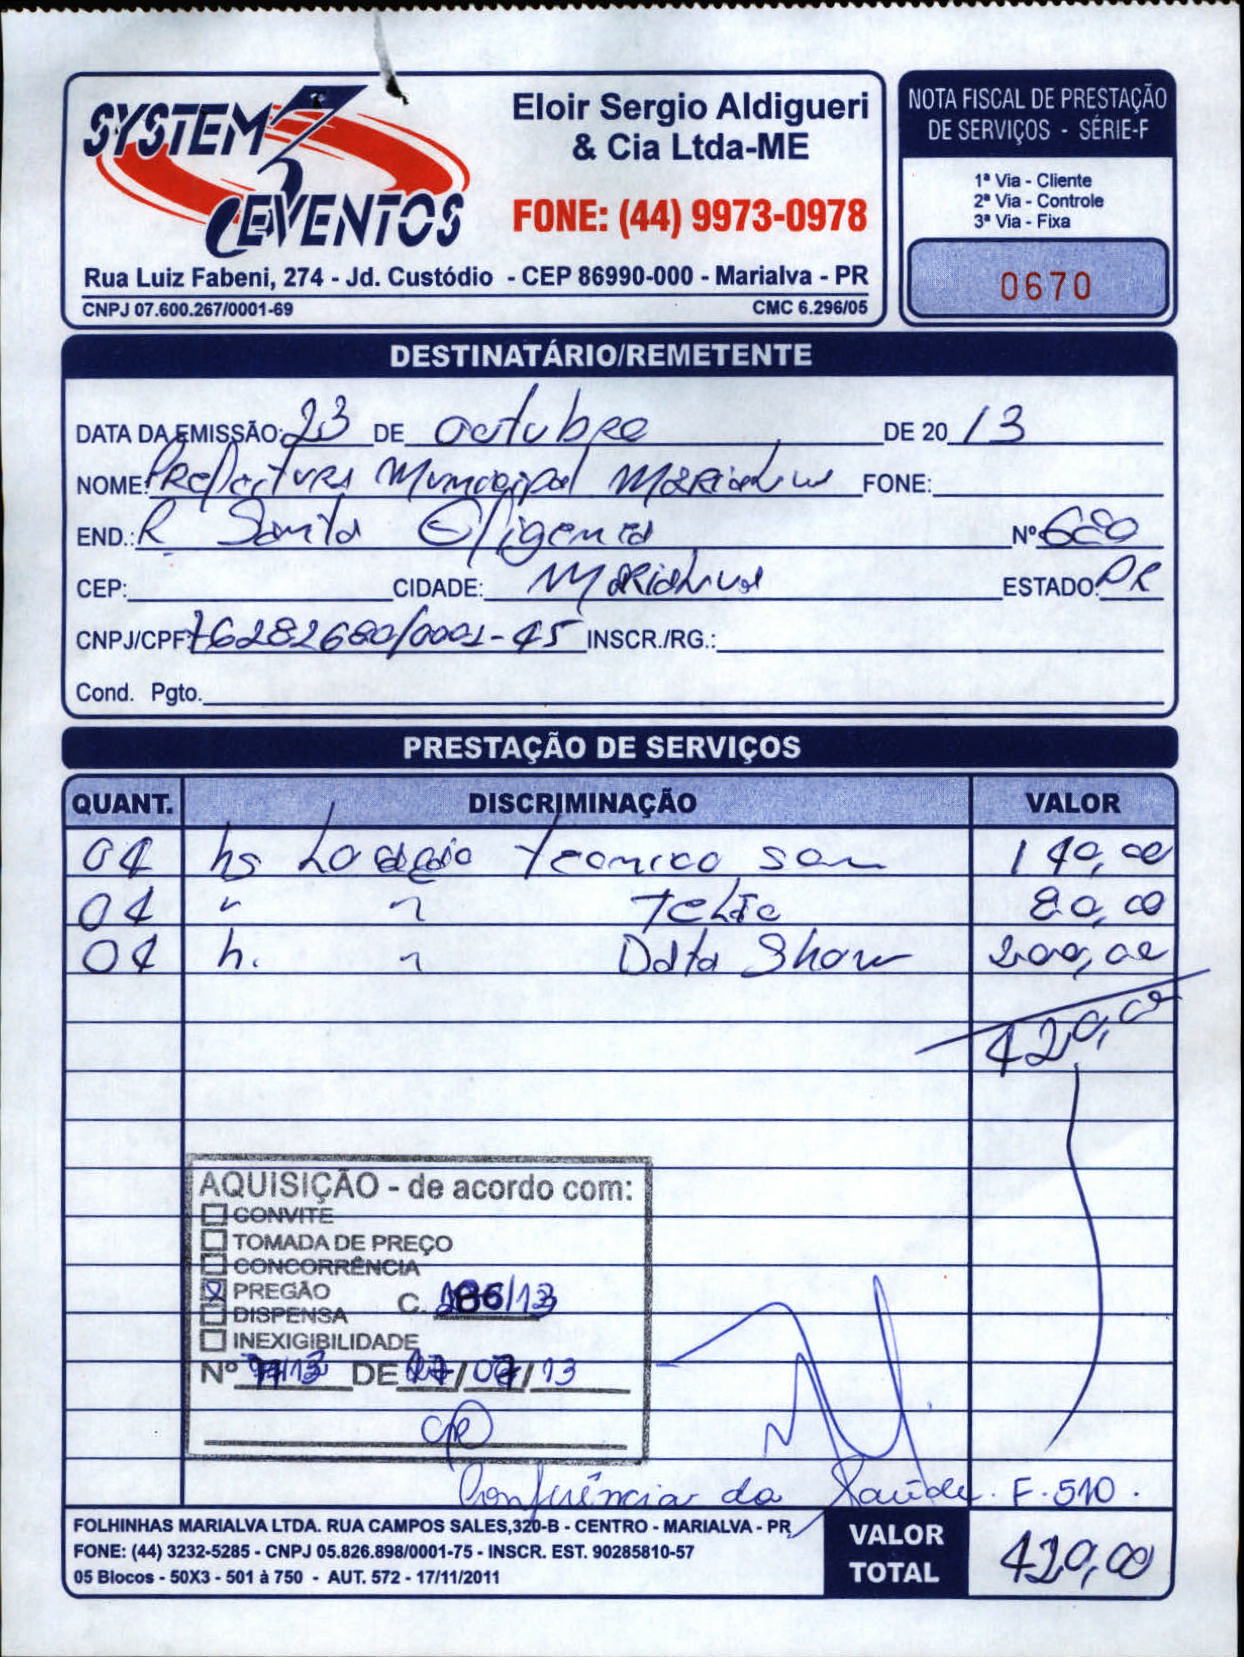 SYSTEM3 EVENTOS
Eloir Sergio Aldigueri
& Cia Ltda-ME
FONE: (44) 9973-0978
Rua Luiz Fabeni, 274 - Jd. Custódio - CEP 86990-000 - Marialva - PR
CNPJ 07.600.267/0001-69 CMC 6.296/05
NOTA FISCAL DE PRESTAÇÃO
DE SERVIÇOS - SÉRIE-F
1ª Via - Cliente
2ª Via - Controle
3ª Via - Fixa
0670
DESTINATÁRIO/REMETENTE
DATA DA EMISSÃO: 23 DE octubre DE 20 13
NOME: Prefeitura Municipal Marialva FONE:
END.: R Santa Efigenia Nº 680
CEP: CIDADE: Marialva ESTADO: PR
CNPJ/CPF: 76282680/0001-45 INSCR./RG.:
Cond. Pgto.
PRESTAÇÃO DE SERVIÇOS
QUANT. DISCRIMINAÇÃO VALOR
04 hs Locação tecnico som 140,00
04 " " Telão 80,00
04 h. " Data Show 200,00
420,00
AQUISIÇÃO - de acordo com:
CONVITE
TOMADA DE PREÇO
CONCORRÊNCIA
PREGÃO
DISPENSA C. 186/13
INEXIGIBILIDADE
Nº DE /13
Conferência da Saúde. F. 510.
FOLHINHAS MARIALVA LTDA. RUA CAMPOS SALES,320-B - CENTRO - MARIALVA - PR
FONE: (44) 3232-5285 - CNPJ 05.826.898/0001-75 - INSCR. EST. 90285810-57
05 Blocos - 50X3 - 501 à 750 - AUT. 572 - 17/11/2011
VALOR
TOTAL 420,00